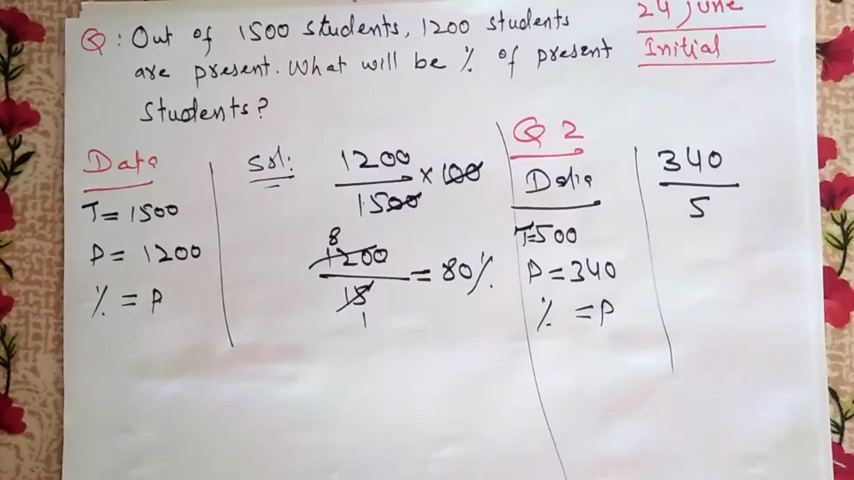 Q: Out of 1500 students, 1200 students
are present. What will be % of present
students?
24 June
Initial
Data
T = 1500
P = 1200
% = P
Sol:
1200
1500
× 100
8
1200
15
1
= 80%
Q 2
Data
T=500
P = 340
% = P
340
5